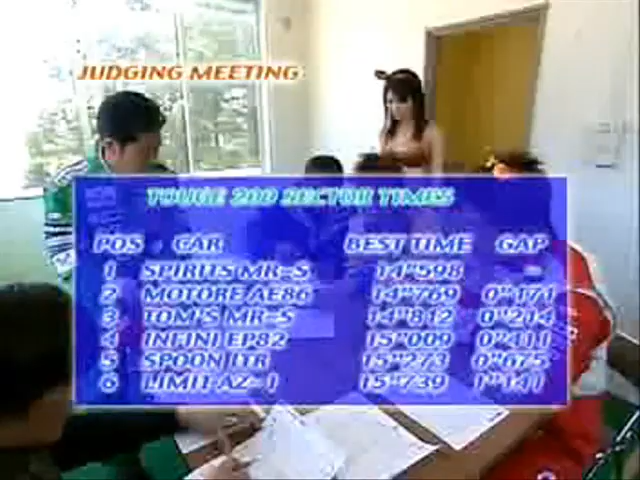 JUDGING MEETING
TOUGE 200 SECTOR TIMES
POS CAR BEST TIME GAP
1 SPIRITS MR-S 14"598 -
2 MOTORE AE86 14"769 0"171
3 TOM'S MR-S 14"812 0"214
4 INFINI EP82 15"009 0"411
5 SPOON ITR 15"273 0"675
6 LIMIT AZ-1 15"739 1"141